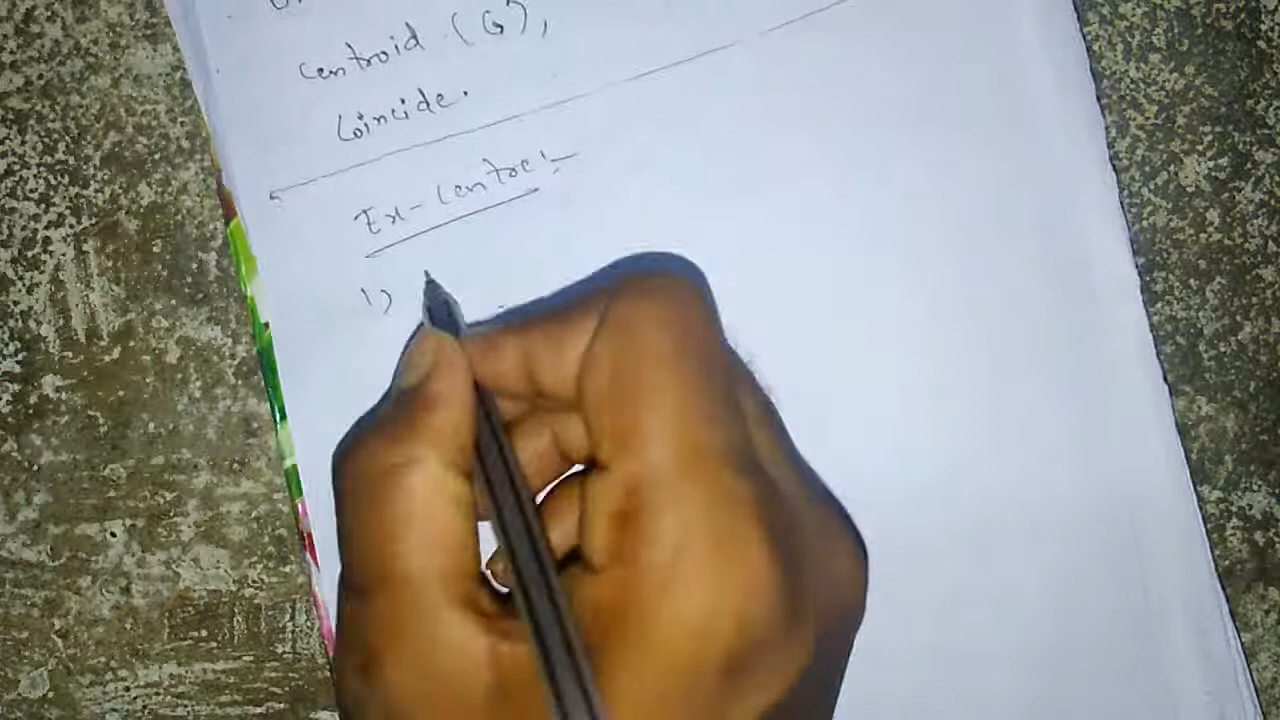 Centroid (G),
Coincide.
Ex-Centre:-
1)